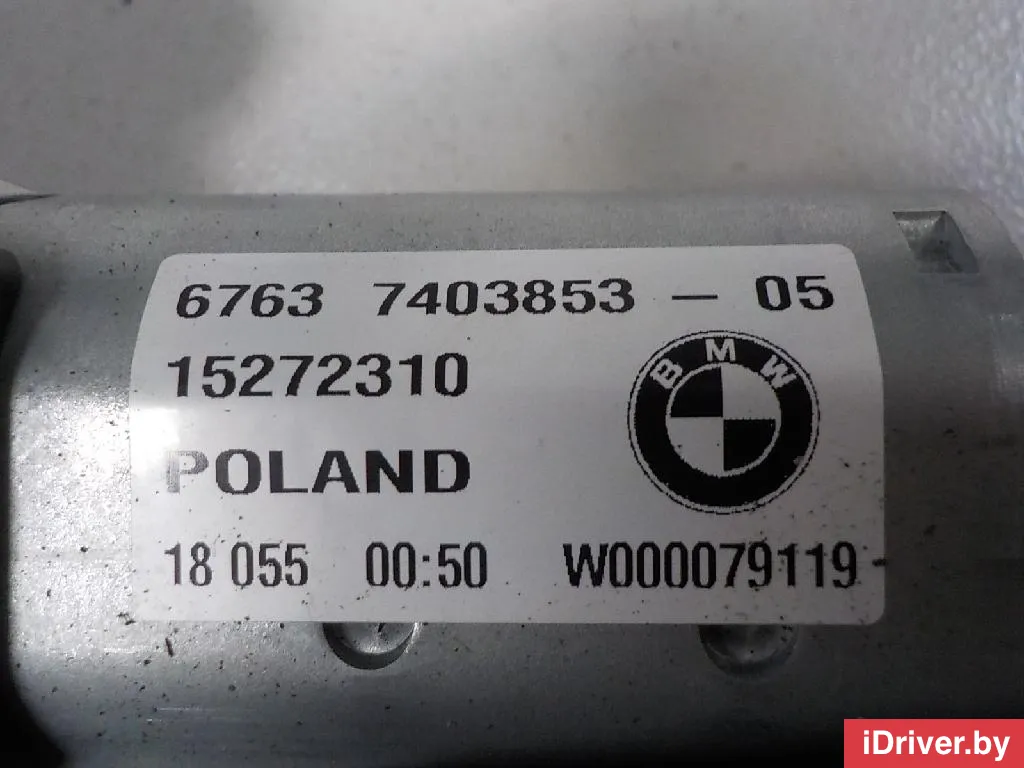 6763 7403853 - 05
15272310
BMW
POLAND
18 055 00:50 W000079119
iDriver.by